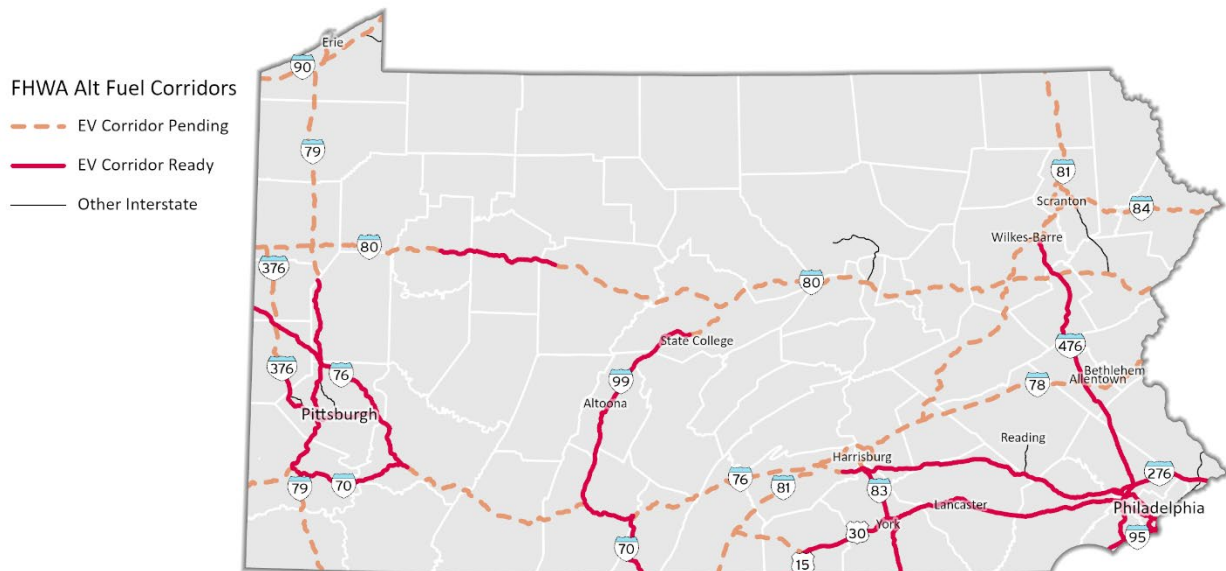 FHWA Alt Fuel Corridors
EV Corridor Pending
EV Corridor Ready
Other Interstate
Erie
90
79
81
Scranton
84
Wilkes-Barre
80
376
80
State College
476
376
76
99
Bethlehem
Allentown
78
Altoona
Pittsburgh
Reading
Harrisburg
76
276
79
70
81
83
Lancaster
Philadelphia
York
30
95
70
15